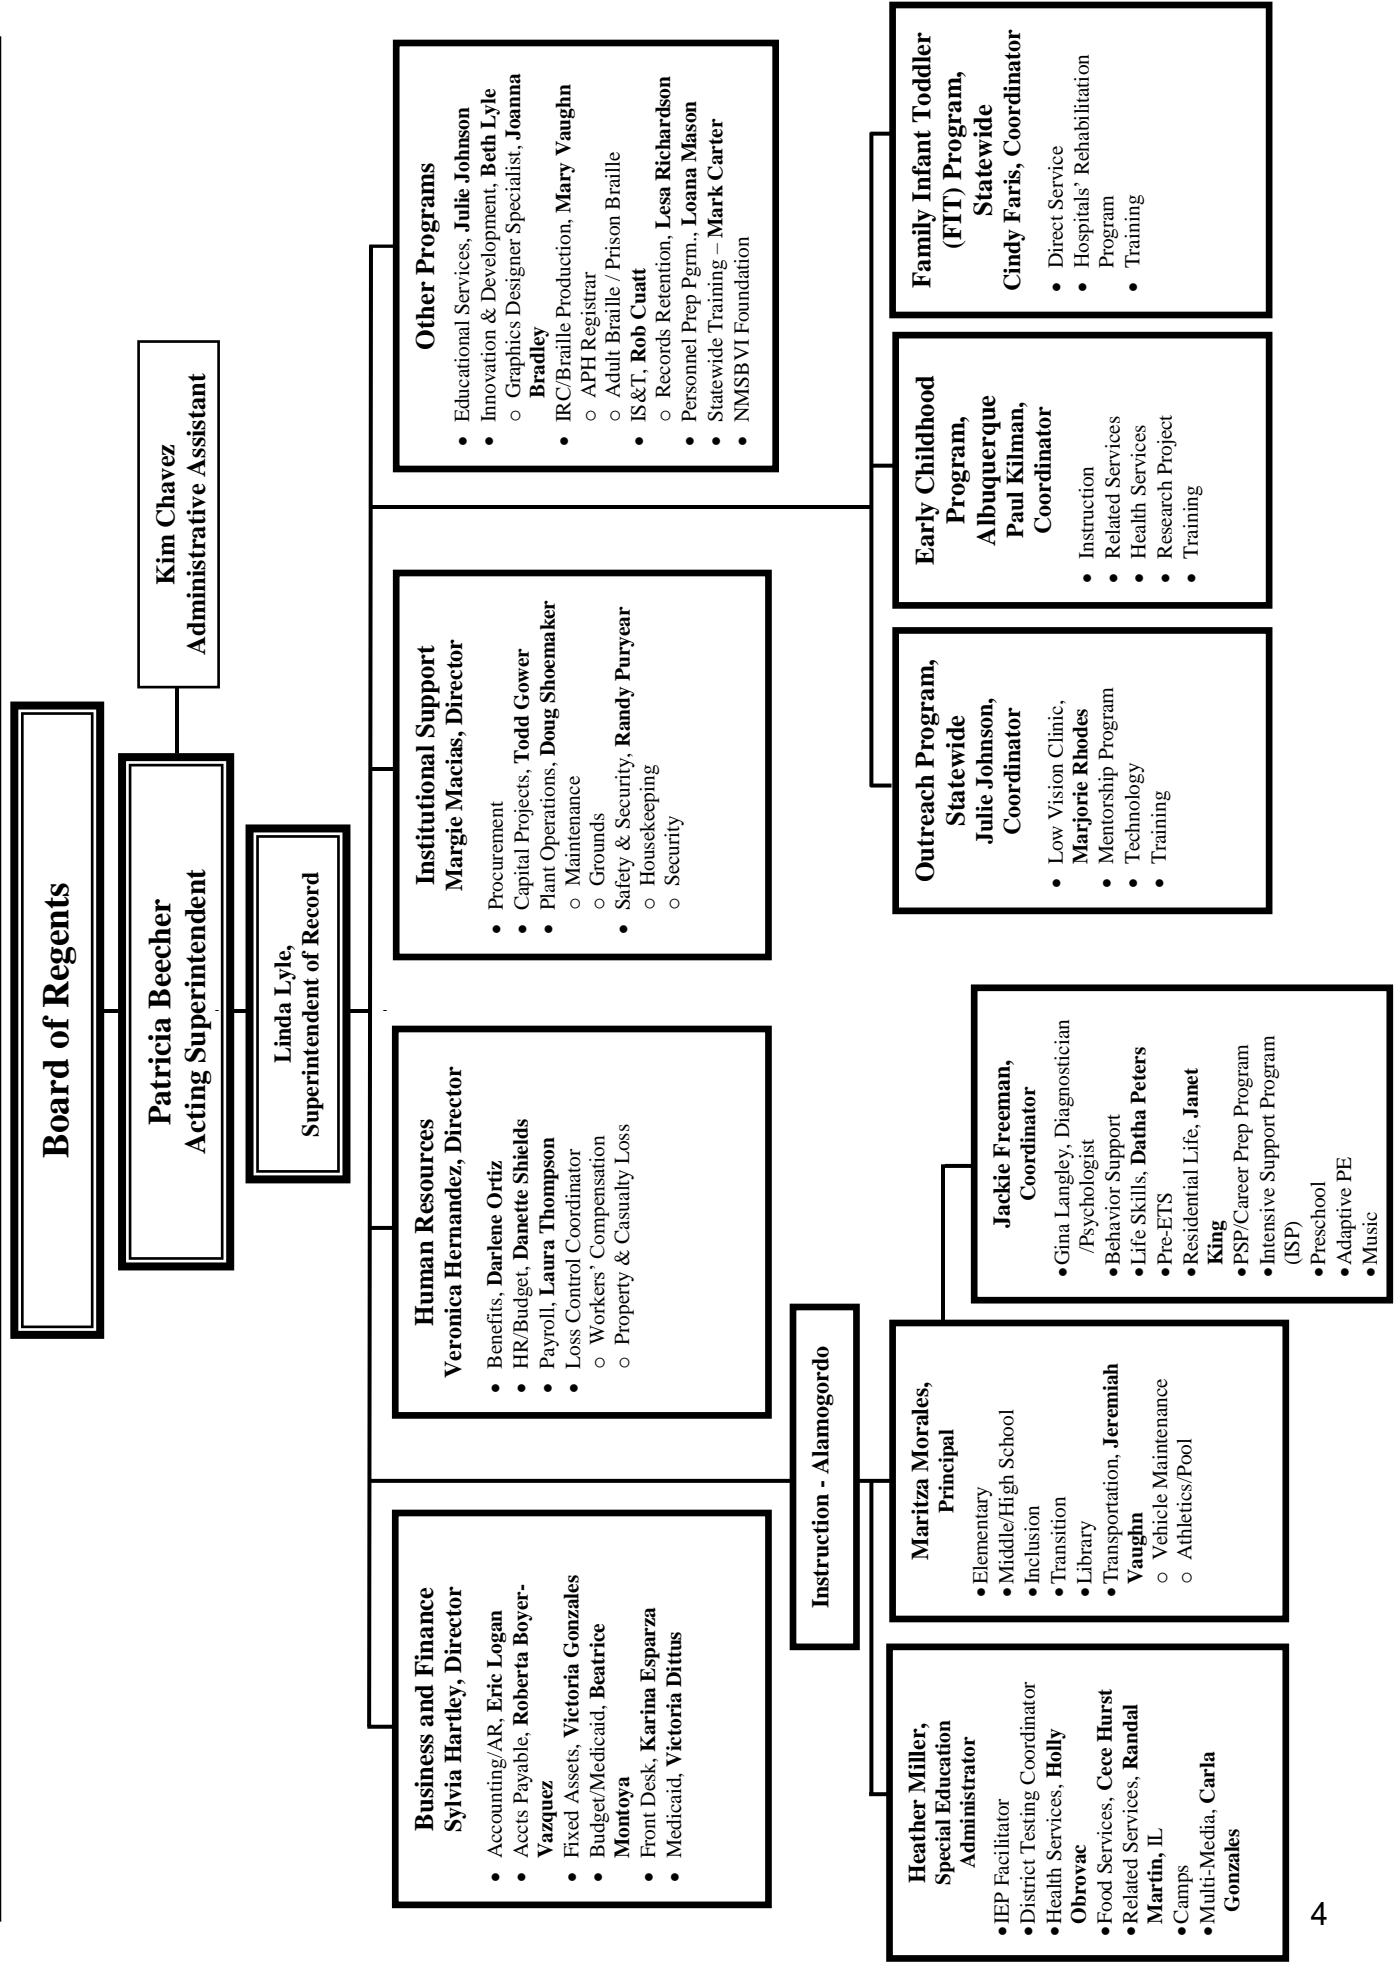 Board of Regents
Patricia Beecher
Acting Superintendent
Kim Chavez
Administrative Assistant
Linda Lyle,
Superintendent of Record
Business and Finance
Sylvia Hartley, Director
• Accounting/AR, Eric Logan
• Accts Payable, Roberta Boyer-
Vazquez
• Fixed Assets, Victoria Gonzales
• Budget/Medicaid, Beatrice
Montoya
• Front Desk, Karina Esparza
• Medicaid, Victoria Dittus
Human Resources
Veronica Hernandez, Director
• Benefits, Darlene Ortiz
• HR/Budget, Danette Shields
• Payroll, Laura Thompson
• Loss Control Coordinator
○ Workers' Compensation
○ Property & Casualty Loss
Institutional Support
Margie Macias, Director
• Procurement
• Capital Projects, Todd Gower
• Plant Operations, Doug Shoemaker
○ Maintenance
○ Grounds
• Safety & Security, Randy Puryear
○ Housekeeping
○ Security
Other Programs
• Educational Services, Julie Johnson
• Innovation & Development, Beth Lyle
○ Graphics Designer Specialist, Joanna
Bradley
• IRC/Braille Production, Mary Vaughn
○ APH Registrar
○ Adult Braille / Prison Braille
• IS&T, Rob Cuatt
○ Records Retention, Lesa Richardson
• Personnel Prep Pgrm., Loana Mason
• Statewide Training – Mark Carter
• NMSBVI Foundation
Instruction - Alamogordo
Heather Miller,
Special Education
Administrator
•IEP Facilitator
•District Testing Coordinator
•Health Services, Holly
Obrovac
•Food Services, Cece Hurst
•Related Services, Randal
Martin, IL
•Camps
•Multi-Media, Carla
Gonzales
Maritza Morales,
Principal
•Elementary
•Middle/High School
•Inclusion
•Transition
•Library
•Transportation, Jeremiah
Vaughn
○ Vehicle Maintenance
○ Athletics/Pool
Jackie Freeman,
Coordinator
•Gina Langley, Diagnostician
/Psychologist
•Behavior Support
•Life Skills, Datha Peters
•Pre-ETS
•Residential Life, Janet
King
•PSP/Career Prep Program
•Intensive Support Program
(ISP)
•Preschool
•Adaptive PE
•Music
Outreach Program,
Statewide
Julie Johnson,
Coordinator
• Low Vision Clinic,
Marjorie Rhodes
• Mentorship Program
• Technology
• Training
Early Childhood
Program,
Albuquerque
Paul Kilman,
Coordinator
• Instruction
• Related Services
• Health Services
• Research Project
• Training
Family Infant Toddler
(FIT) Program,
Statewide
Cindy Faris, Coordinator
• Direct Service
• Hospitals' Rehabilitation
Program
• Training
4